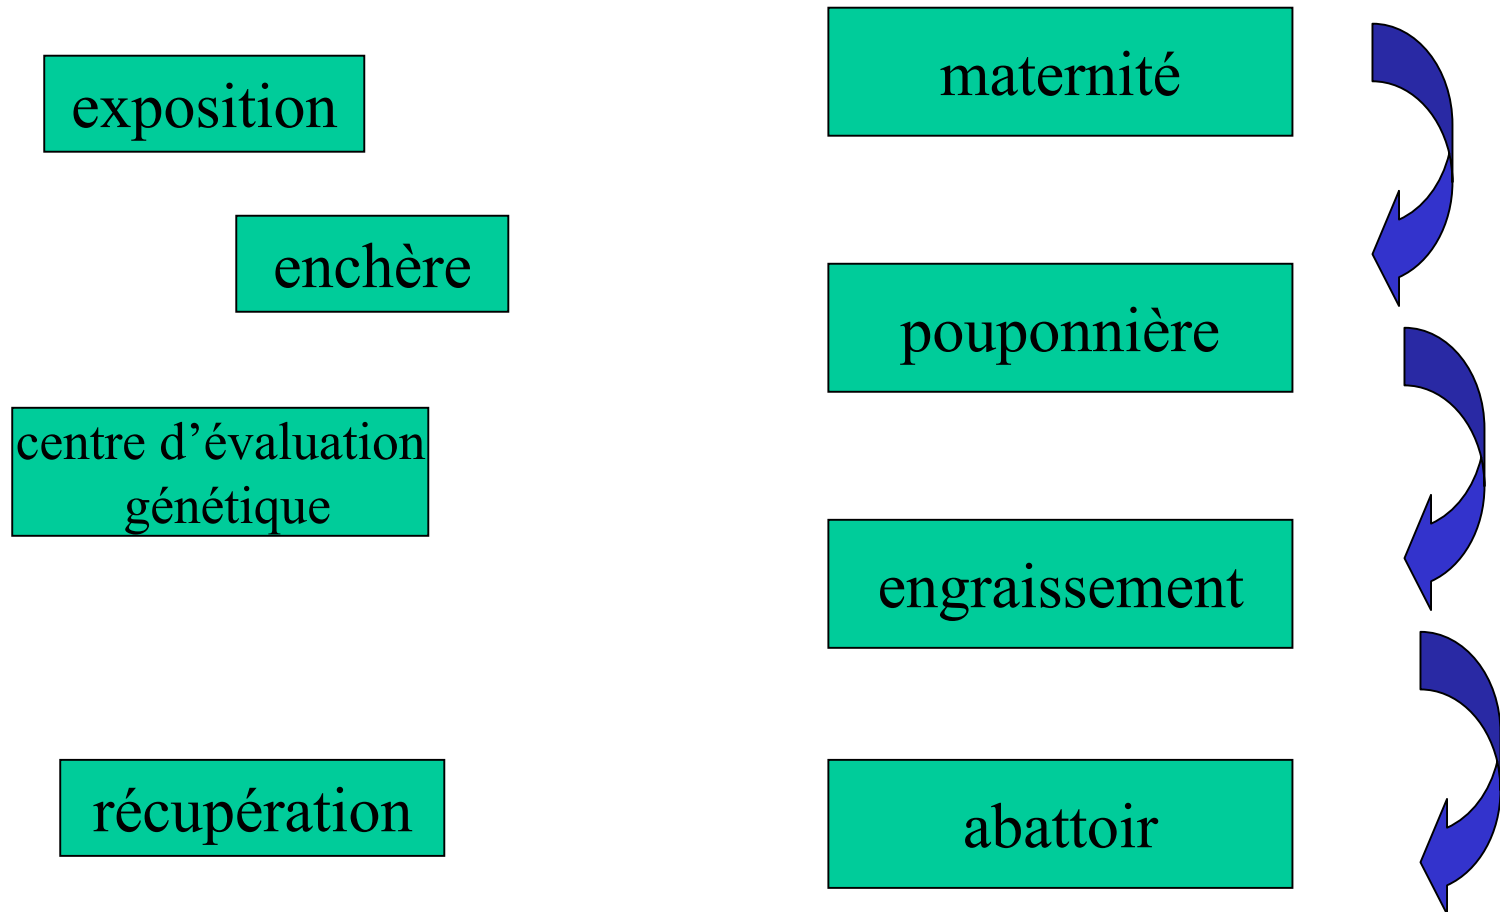 exposition
enchère
centre d’évaluation
génétique
récupération
maternité
pouponnière
engraissement
abattoir